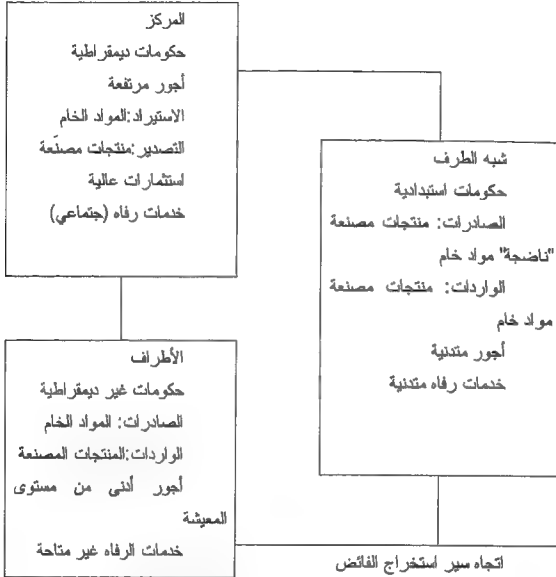 المركز
حكومات ديمقراطية
أجور مرتفعة
الاستيراد:المواد الخام
التصدير:منتجات مصنّعة
استثمارات عالية
خدمات رفاه (جتماعي)
شبه الطرف
حكومات استبدادية
الصادرات: منتجات مصنعة
"ناضجة" مواد خام
الواردات: منتجات مصنعة
مواد خام
أجور متدنية
خدمات رفاه متدنية
الأطراف
حكومات غير ديمقراطية
الصادرات: المواد الخام
الواردات:المنتجات المصنعة
أجور أدنى من مستوى
المعيشة
خدمات الرفاه غير متاحة
اتجاه سير استخراج الفائض